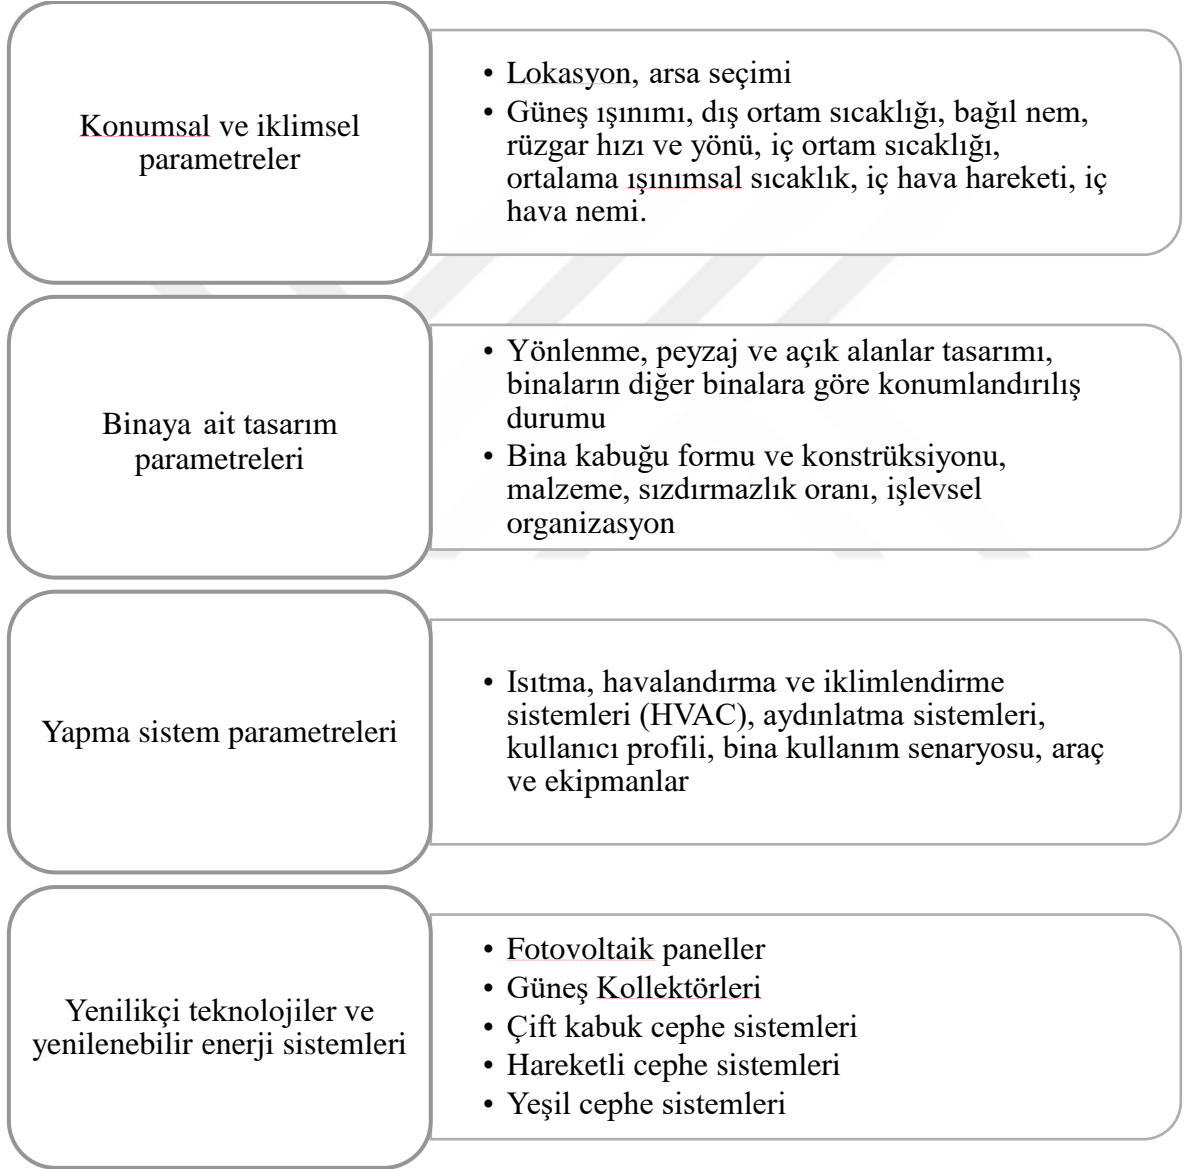 Konumsal ve iklimsel
parametreler
• Lokasyon, arsa seçimi
• Güneş ışınımı, dış ortam sıcaklığı, bağıl nem,
rüzgar hızı ve yönü, iç ortam sıcaklığı,
ortalama ışınımsal sıcaklık, iç hava hareketi, iç
hava nemi.
Binaya ait tasarım
parametreleri
• Yönlenme, peyzaj ve açık alanlar tasarımı,
binaların diğer binalara göre konumlandırılış
durumu
• Bina kabuğu formu ve konstrüksiyonu,
malzeme, sızdırmazlık oranı, işlevsel
organizasyon
Yapma sistem parametreleri
• Isıtma, havalandırma ve iklimlendirme
sistemleri (HVAC), aydınlatma sistemleri,
kullanıcı profili, bina kullanım senaryosu, araç
ve ekipmanlar
Yenilikçi teknolojiler ve
yenilenebilir enerji sistemleri
• Fotovoltaik paneller
• Güneş Kollektörleri
• Çift kabuk cephe sistemleri
• Hareketli cephe sistemleri
• Yeşil cephe sistemleri